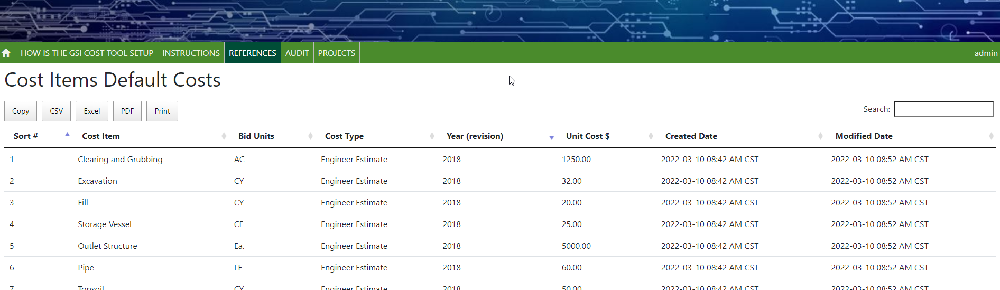 HOW IS THE GSI COST TOOL SETUP INSTRUCTIONS REFERENCES AUDIT PROJECTS admin
Cost Items Default Costs
Copy CSV Excel PDF Print Search:
Sort # Cost Item Bid Units Cost Type Year (revision) Unit Cost $ Created Date Modified Date
1 Clearing and Grubbing AC Engineer Estimate 2018 1250.00 2022-03-10 08:42 AM CST 2022-03-10 08:52 AM CST
2 Excavation CY Engineer Estimate 2018 32.00 2022-03-10 08:42 AM CST 2022-03-10 08:52 AM CST
3 Fill CY Engineer Estimate 2018 20.00 2022-03-10 08:42 AM CST 2022-03-10 08:52 AM CST
4 Storage Vessel CF Engineer Estimate 2018 25.00 2022-03-10 08:42 AM CST 2022-03-10 08:52 AM CST
5 Outlet Structure Ea. Engineer Estimate 2018 5000.00 2022-03-10 08:42 AM CST 2022-03-10 08:52 AM CST
6 Pipe LF Engineer Estimate 2018 60.00 2022-03-10 08:42 AM CST 2022-03-10 08:52 AM CST
7 Topsoil CY Engineer Estimate 2018 50.00 2022-03-10 08:42 AM CST 2022-03-10 08:52 AM CST